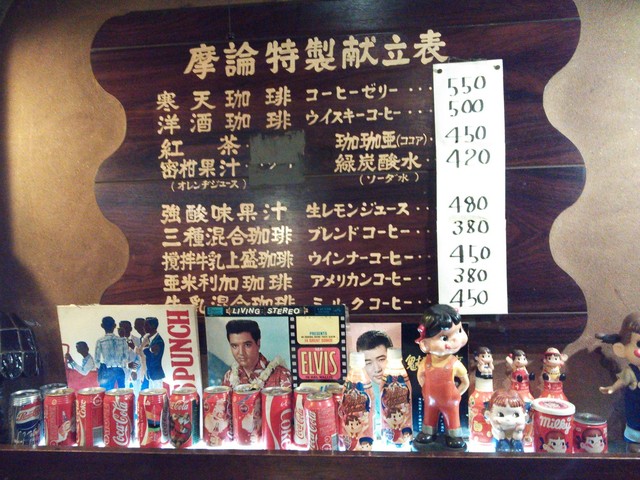 摩論特製献立表
寒天珈琲 コーヒーゼリー・・・ 550
洋酒珈琲 ウイスキーコーヒ・・・ 500
紅茶 珈珈亜(ココア)・・ 450
密柑果汁 緑炭酸水・・ 420
(オレンヂジュース) (ソーダ水)
強酸味果汁 生レモンジュース・・・ 480
三種混合珈琲 ブレンドコーヒー・・・ 380
攪拌牛乳上盛珈琲 ウインナーコーヒー・・・ 450
亜米利加珈琲 アメリカンコーヒー・・・ 380
牛乳混合珈琲 ミルクコーヒー・・・ 450
LIVING STEREO
PUNCH
ELVIS
Coca-Cola
Milky